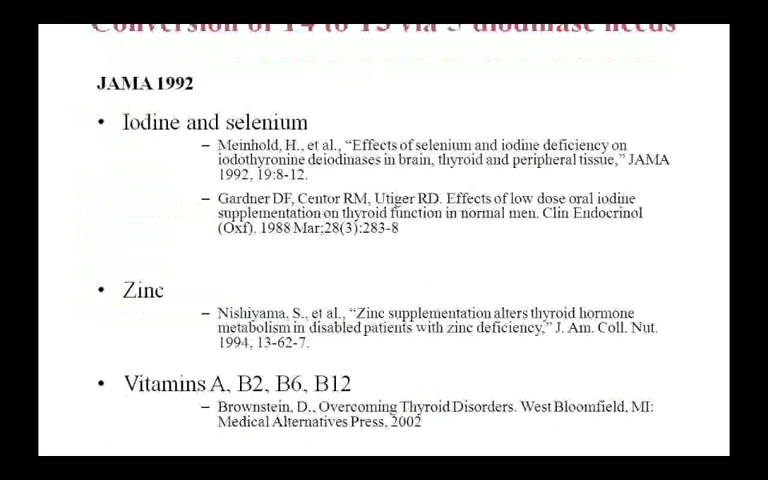 Conversion of T4 to T3 via 5' diodinase needs
JAMA 1992
• Iodine and selenium
– Meinhold, H., et al., “Effects of selenium and iodine deficiency on
iodothyronine deiodinases in brain, thyroid and peripheral tissue,” JAMA
1992, 19:8-12.
– Gardner DF, Centor RM, Utiger RD. Effects of low dose oral iodine
supplementation on thyroid function in normal men. Clin Endocrinol
(Oxf). 1988 Mar;28(3):283-8
• Zinc
– Nishiyama, S., et al., “Zinc supplementation alters thyroid hormone
metabolism in disabled patients with zinc deficiency,” J. Am. Coll. Nut.
1994, 13-62-7.
• Vitamins A, B2, B6, B12
– Brownstein, D., Overcoming Thyroid Disorders. West Bloomfield, MI:
Medical Alternatives Press, 2002